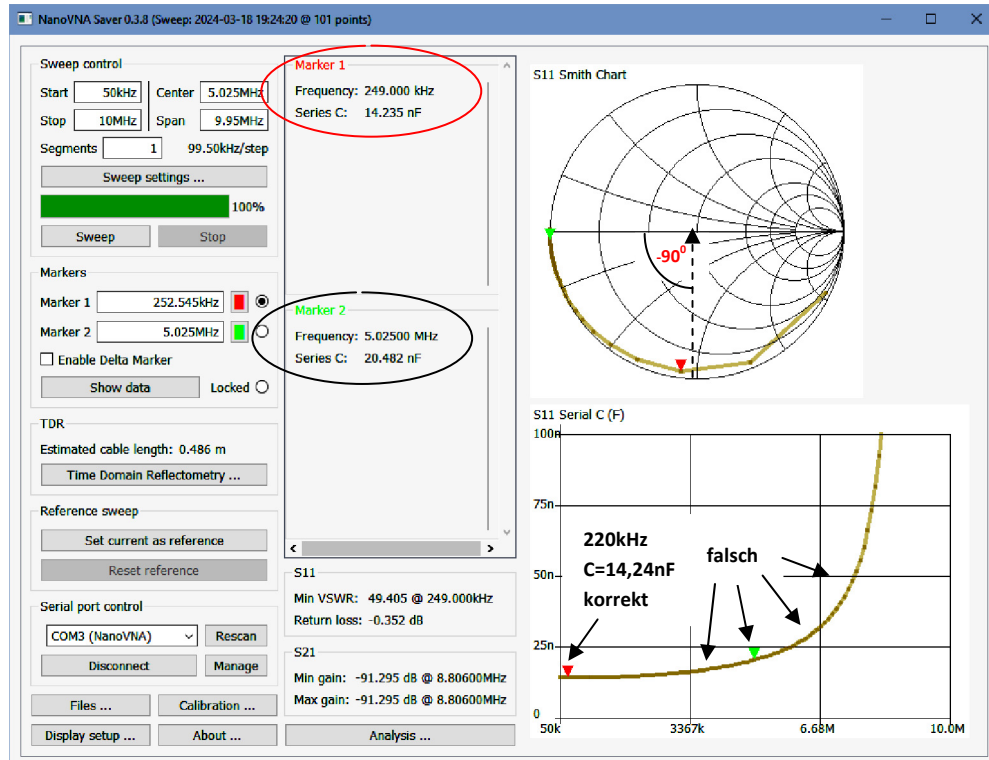 NanoVNA Saver 0.3.8 (Sweep: 2024-03-18 19:24:20 @ 101 points)
Sweep control
Start 50kHz Center 5.025MHz
Stop 10MHz Span 9.95MHz
Segments 1 99.50kHz/step
Sweep settings ...
100%
Sweep Stop
Markers
Marker 1 252.545kHz
Marker 2 5.025MHz
Enable Delta Marker
Show data Locked
TDR
Estimated cable length: 0.486 m
Time Domain Reflectometry ...
Reference sweep
Set current as reference
Reset reference
Serial port control
COM3 (NanoVNA) Rescan
Disconnect Manage
Files ... Calibration ...
Display setup ... About ...
Marker 1
Frequency: 249.000 kHz
Series C: 14.235 nF
Marker 2
Frequency: 5.02500 MHz
Series C: 20.482 nF
S11
Min VSWR: 49.405 @ 249.000kHz
Return loss: -0.352 dB
S21
Min gain: -91.295 dB @ 8.80600MHz
Max gain: -91.295 dB @ 8.80600MHz
Analysis ...
S11 Smith Chart
-90⁰
S11 Serial C (F)
100n
75n
50n
25n
0
50k 3367k 6.68M 10.0M
220kHz
C=14,24nF
korrekt
falsch